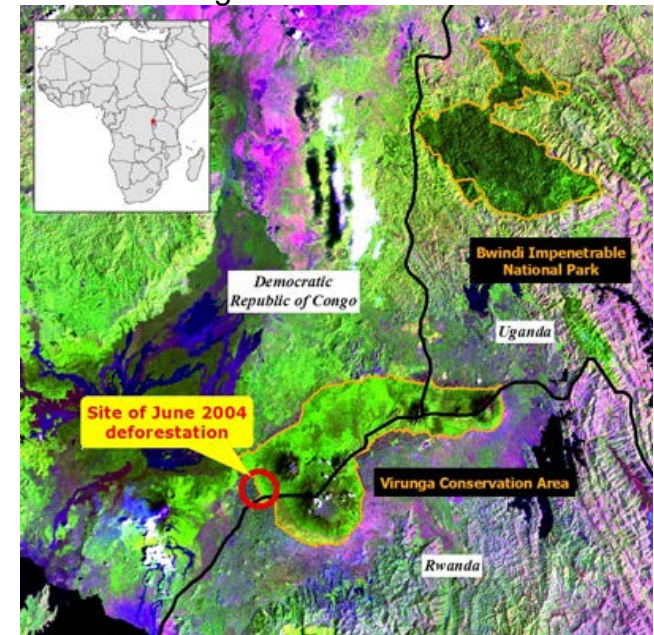 Democratic
Republic of Congo
Bwindi Impenetrable
National Park
Uganda
Site of June 2004
deforestation
Virunga Conservation Area
Rwanda